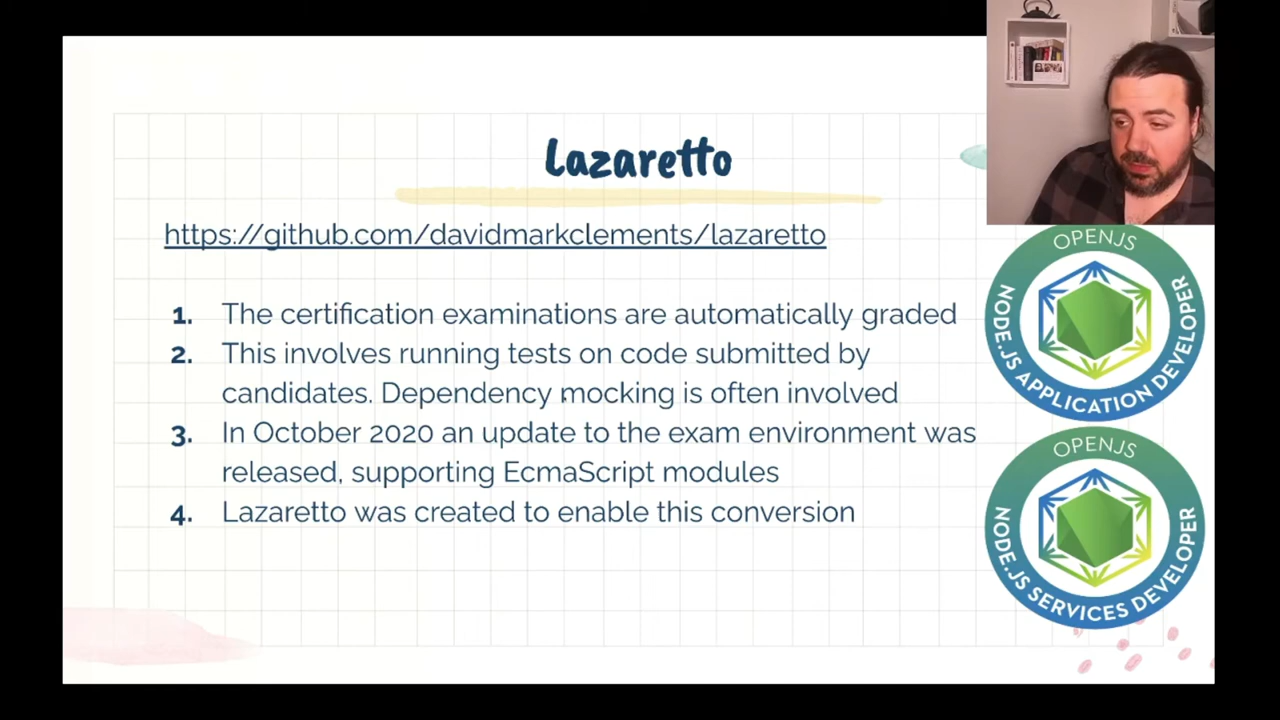 Lazaretto
https://github.com/davidmarkclements/lazaretto
1. The certification examinations are automatically graded
2. This involves running tests on code submitted by
candidates. Dependency mocking is often involved
3. In October 2020 an update to the exam environment was
released, supporting EcmaScript modules
4. Lazaretto was created to enable this conversion
OPENJS
NODE.JS APPLICATION DEVELOPER
OPENJS
NODE.JS SERVICES DEVELOPER